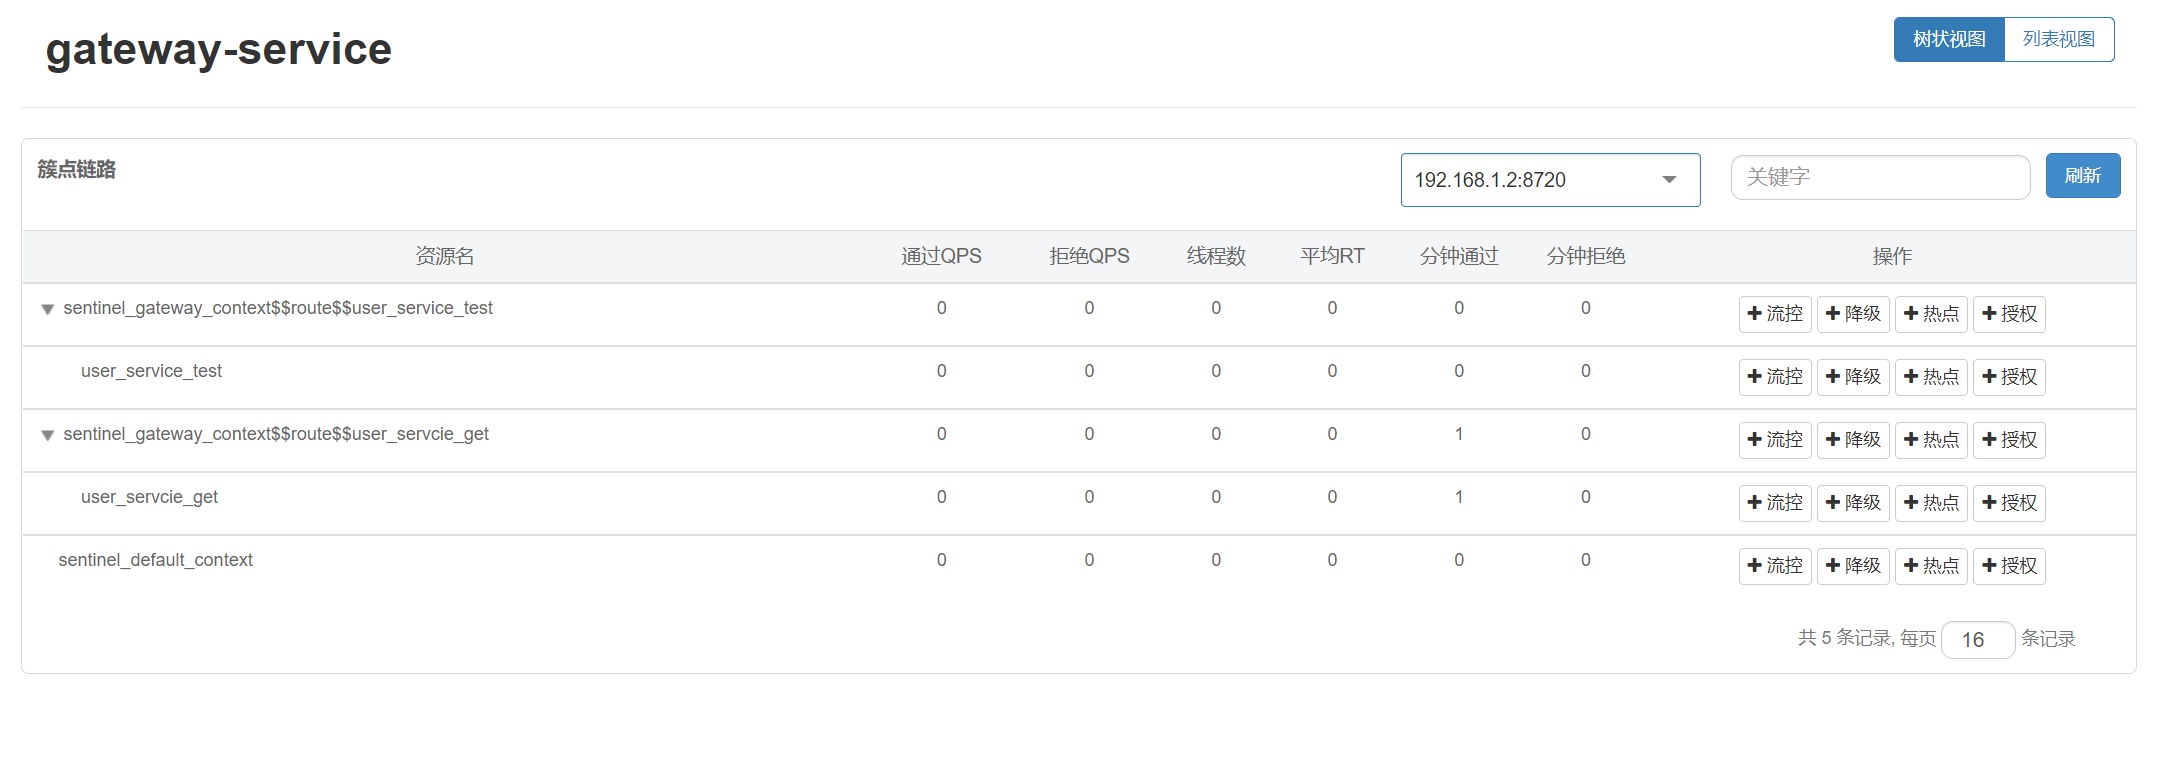 gateway-service
树状视图 列表视图
簇点链路 192.168.1.2:8720 关键字 刷新
资源名 通过QPS 拒绝QPS 线程数 平均RT 分钟通过 分钟拒绝 操作
sentinel_gateway_context$$route$$user_service_test 0 0 0 0 0 0 流控 降级 热点 授权
user_service_test 0 0 0 0 0 0 流控 降级 热点 授权
sentinel_gateway_context$$route$$user_servcie_get 0 0 0 0 1 0 流控 降级 热点 授权
user_servcie_get 0 0 0 0 1 0 流控 降级 热点 授权
sentinel_default_context 0 0 0 0 0 0 流控 降级 热点 授权
共 5 条记录, 每页 16 条记录